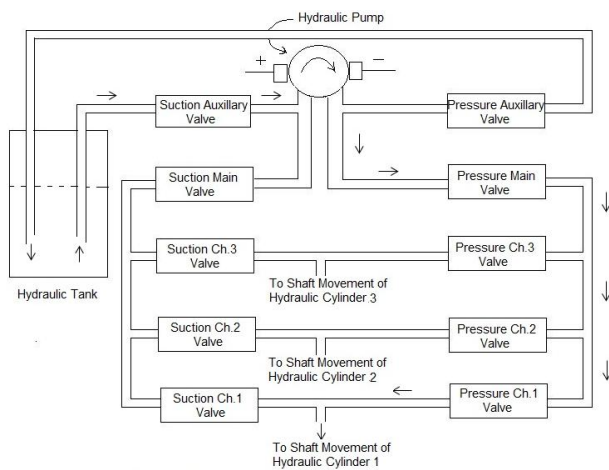 Hydraulic Pump
+
−
Suction Auxillary
Valve
Pressure Auxillary
Valve
Suction Main
Valve
Pressure Main
Valve
Suction Ch.3
Valve
Pressure Ch.3
Valve
To Shaft Movement of
Hydraulic Cylinder 3
Hydraulic Tank
Suction Ch.2
Valve
Pressure Ch.2
Valve
To Shaft Movement of
Hydraulic Cylinder 2
Suction Ch.1
Valve
Pressure Ch.1
Valve
To Shaft Movement of
Hydraulic Cylinder 1